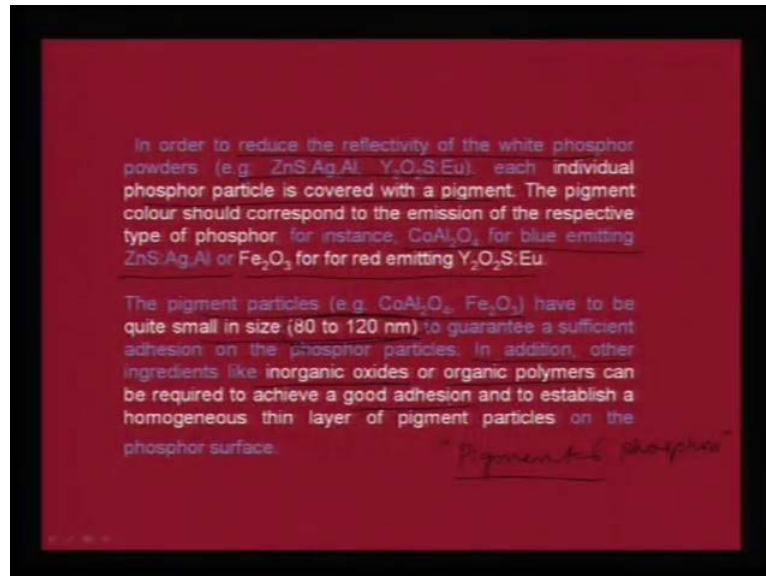 In order to reduce the reflectivity of the white phosphor
powders (e.g. ZnS:Ag,Al, Y₂O₂S:Eu), each individual
phosphor particle is covered with a pigment. The pigment
colour should correspond to the emission of the respective
type of phosphor, for instance, CoAl₂O₄ for blue emitting
ZnS:Ag,Al or Fe₂O₃ for for red emitting Y₂O₂S:Eu.
The pigment particles (e.g. CoAl₂O₄, Fe₂O₃) have to be
quite small in size (80 to 120 nm) to guarantee a sufficient
adhesion on the phosphor particles. In addition, other
ingredients like inorganic oxides or organic polymers can
be required to achieve a good adhesion and to establish a
homogeneous thin layer of pigment particles on the
phosphor surface.
phosphor"